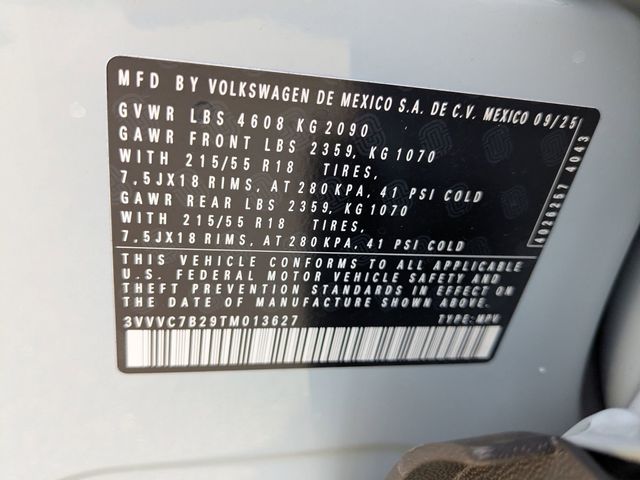 MFD BY VOLKSWAGEN DE MEXICO S.A. DE C.V. MEXICO 09/25
GVWR LBS 4608 KG 2090
GAWR FRONT LBS 2359, KG 1070
WITH 215/55 R18 TIRES,
7,5JX18 RIMS, AT 280 KPA, 41 PSI COLD
GAWR REAR LBS 2359, KG 1070
WITH 215/55 R18 TIRES,
7,5JX18 RIMS, AT 280 KPA, 41 PSI COLD
THIS VEHICLE CONFORMS TO ALL APPLICABLE
U.S. FEDERAL MOTOR VEHICLE SAFETY AND
THEFT PREVENTION STANDARDS IN EFFECT ON
THE DATE OF MANUFACTURE SHOWN ABOVE.
3VVVC7B29TM013627 TYPE: MPV
4043